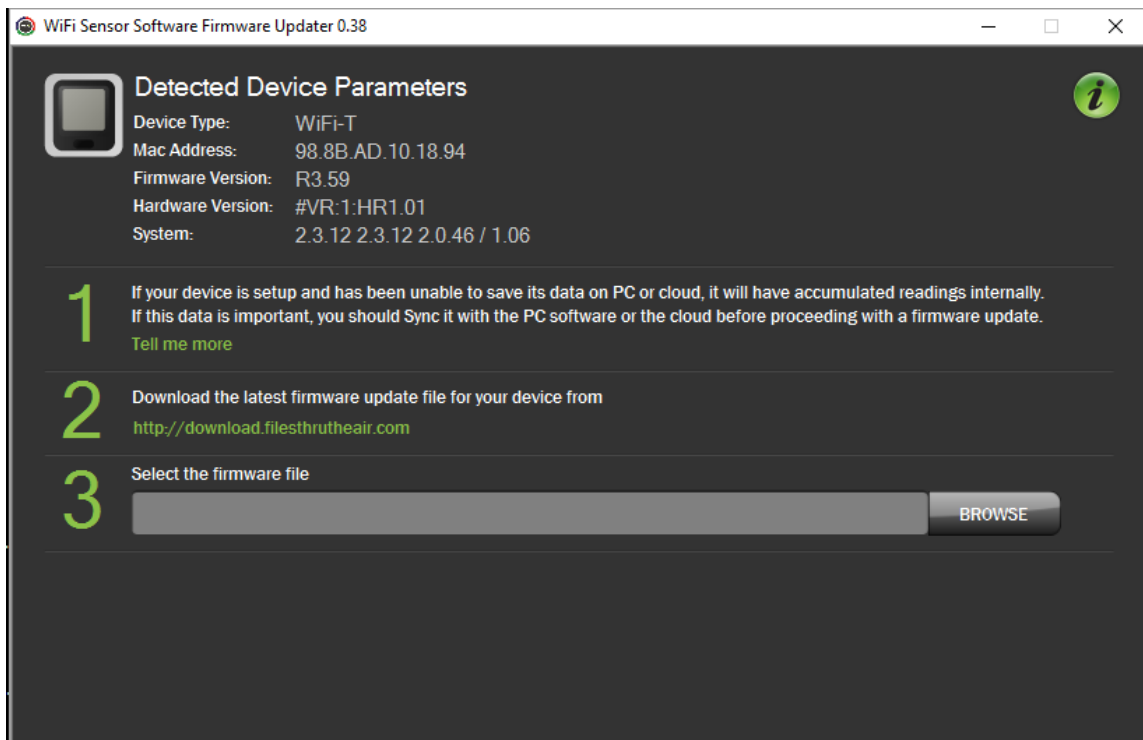 WiFi Sensor Software Firmware Updater 0.38
Detected Device Parameters
Device Type: WiFi-T
Mac Address: 98.8B.AD.10.18.94
Firmware Version: R3.59
Hardware Version: #VR:1:HR1.01
System: 2.3.12 2.3.12 2.0.46 / 1.06
i
1
If your device is setup and has been unable to save its data on PC or cloud, it will have accumulated readings internally.
If this data is important, you should Sync it with the PC software or the cloud before proceeding with a firmware update.
Tell me more
2
Download the latest firmware update file for your device from
http://download.filesthrutheair.com
3
Select the firmware file
BROWSE